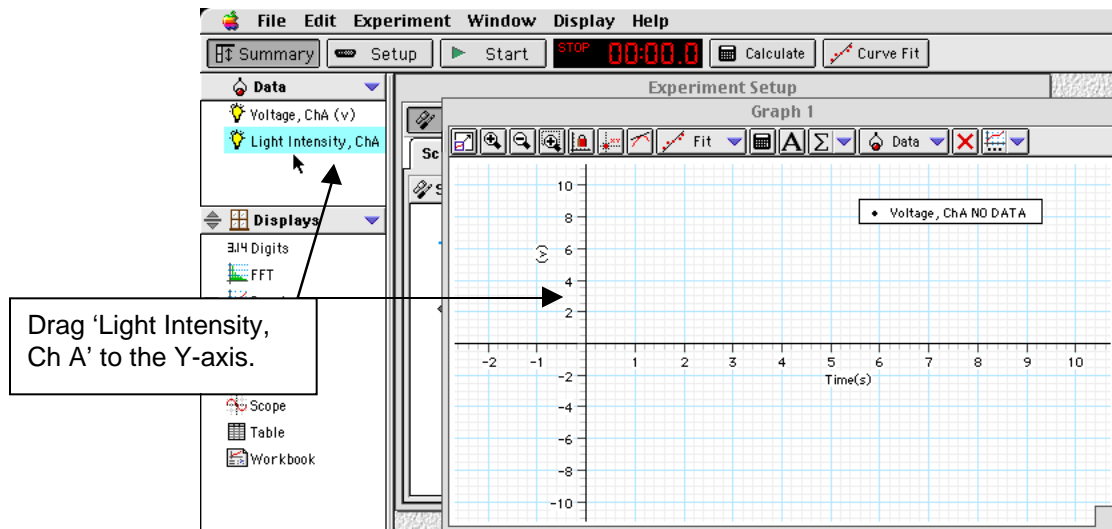 File Edit Experiment Window Display Help
Summary Setup Start STOP 00:00.0 Calculate Curve Fit
Data
Voltage, ChA (v)
Light Intensity, ChA
Displays
3.14 Digits
FFT
Scope
Table
Workbook
Drag ‘Light Intensity,
Ch A’ to the Y-axis.
Experiment Setup
Sc
S
Graph 1
Fit A Σ Data
Voltage, ChA NO DATA
(v)
10
8
6
4
2
-2 -1 1 2 3 4 5 6 7 8 9 10
Time(s)
-2
-4
-6
-8
-10